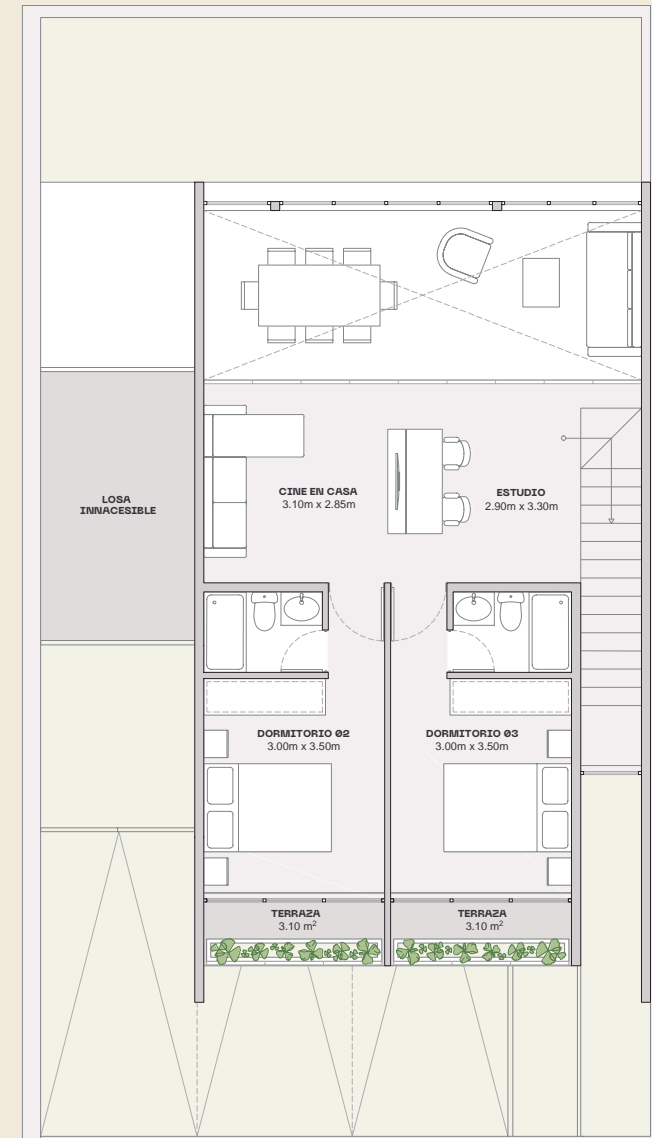 CINE EN CASA
3.10m x 2.85m
ESTUDIO
2.90m x 3.30m
LOSA
INNACESIBLE
DORMITORIO 02
3.00m x 3.50m
DORMITORIO 03
3.00m x 3.50m
TERRAZA
3.10 m²
TERRAZA
3.10 m²